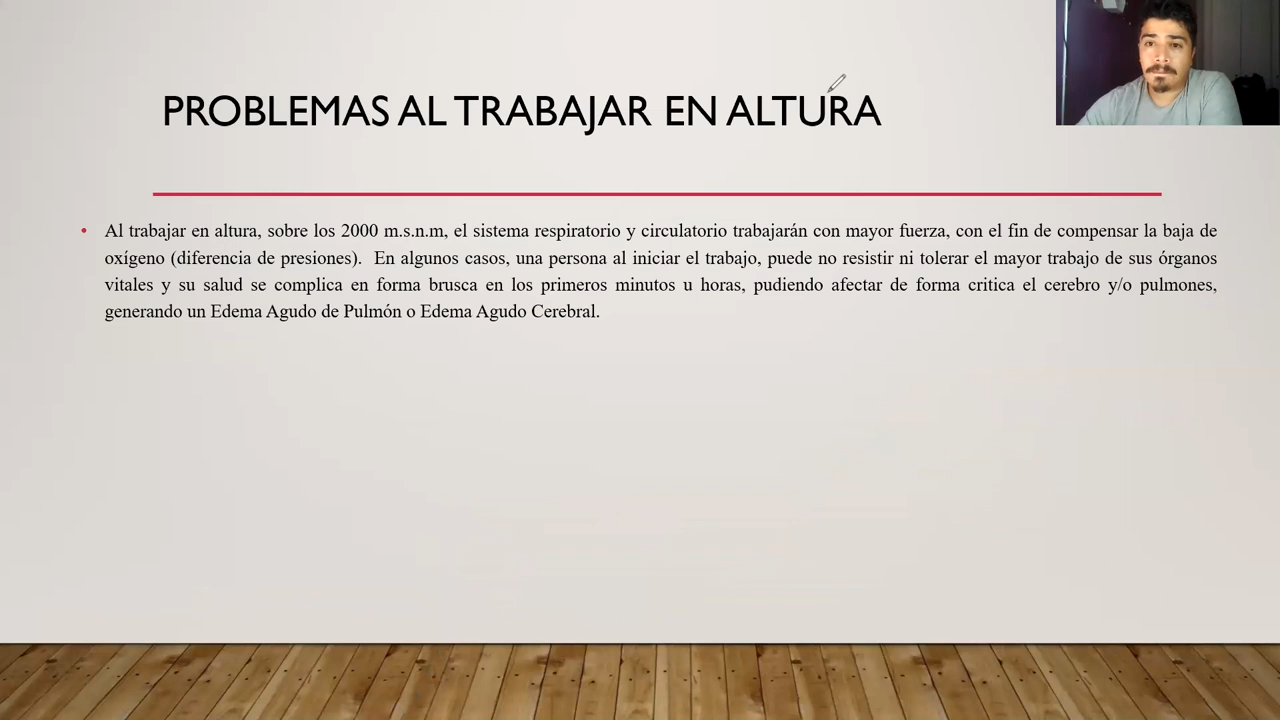 PROBLEMAS AL TRABAJAR EN ALTURA
• Al trabajar en altura, sobre los 2000 m.s.n.m, el sistema respiratorio y circulatorio trabajarán con mayor fuerza, con el fin de compensar la baja de
oxígeno (diferencia de presiones). En algunos casos, una persona al iniciar el trabajo, puede no resistir ni tolerar el mayor trabajo de sus órganos
vitales y su salud se complica en forma brusca en los primeros minutos u horas, pudiendo afectar de forma critica el cerebro y/o pulmones,
generando un Edema Agudo de Pulmón o Edema Agudo Cerebral.